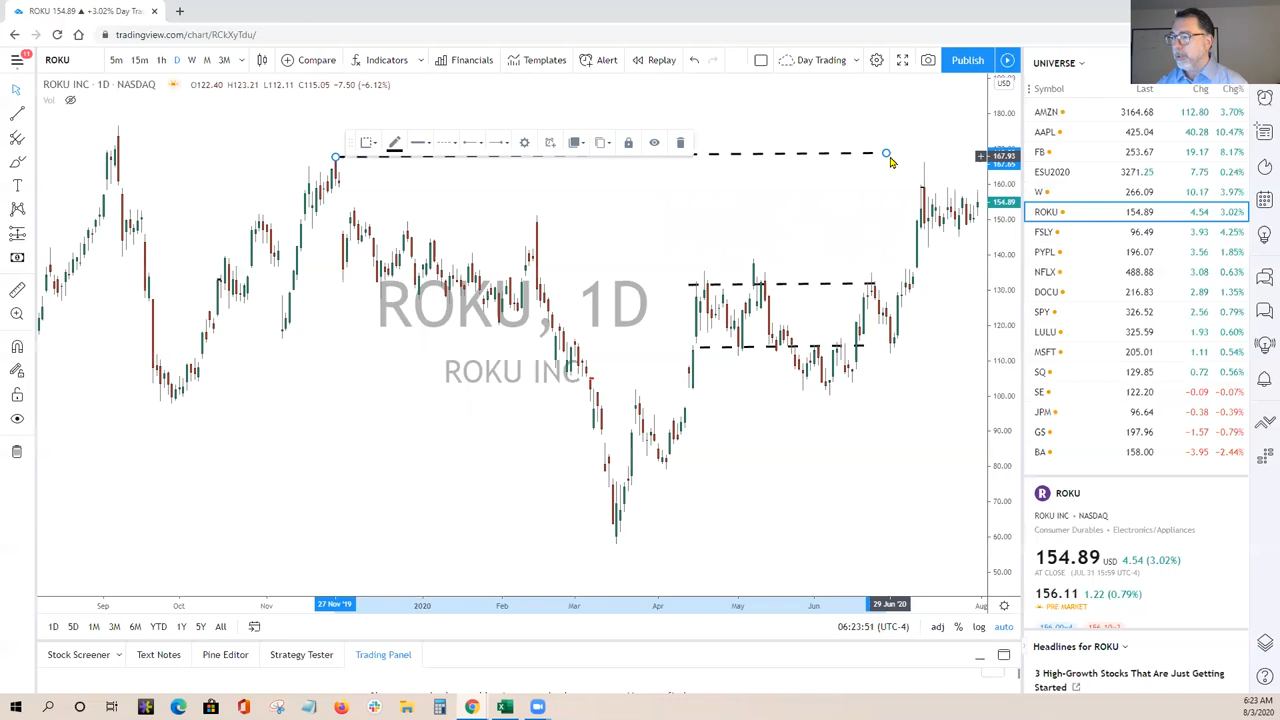 ROKU 154.89 ▲ +3.02% Day Tradi
tradingview.com/chart/RCkXyTdu/
11
ROKU
5m 15m 1h D W M 3M
Compare
Indicators
Financials
Templates
Alert
Replay
Day Trading
Publish
ROKU INC · 1D · NASDAQ
O122.40 H123.21 L112.11
−7.50 (−6.12%)
Vol
ROKU, 1D
ROKU INC
USD
180.00
167.93
167.65
160.00
154.89
150.00
140.00
130.00
120.00
110.00
100.00
90.00
80.00
70.00
60.00
50.00
Sep Oct Nov 27 Nov '19 2020 Feb Mar Apr May Jun 29 Jun '20 Aug
1D 5D 1M 3M 6M YTD 1Y 5Y All
06:23:51 (UTC-4)
adj % log auto
Stock Screener
Text Notes
Pine Editor
Strategy Tester
Trading Panel
UNIVERSE
Symbol Last Chg Chg%
AMZN 3164.68 112.80 3.70%
AAPL 425.04 40.28 10.47%
FB 253.67 19.17 8.17%
ESU2020 3271.25 7.75 0.24%
W 266.09 10.17 3.97%
ROKU 154.89 4.54 3.02%
FSLY 96.49 3.93 4.25%
PYPL 196.07 3.56 1.85%
NFLX 488.88 3.08 0.63%
DOCU 216.83 2.89 1.35%
SPY 326.52 2.56 0.79%
LULU 325.59 1.93 0.60%
MSFT 205.01 1.11 0.54%
SQ 129.85 0.72 0.56%
SE 122.20 −0.09 −0.07%
JPM 96.64 −0.38 −0.39%
GS 197.96 −1.57 −0.79%
BA 158.00 −3.95 −2.44%
ROKU
ROKU INC • NASDAQ
Consumer Durables • Electronics/Appliances
154.89 USD 4.54 (3.02%)
AT CLOSE (JUL 31 15:59 UTC-4)
156.11 1.22 (0.79%)
PRE MARKET
Headlines for ROKU
3 High-Growth Stocks That Are Just Getting
Started
6:23 AM
8/3/2020